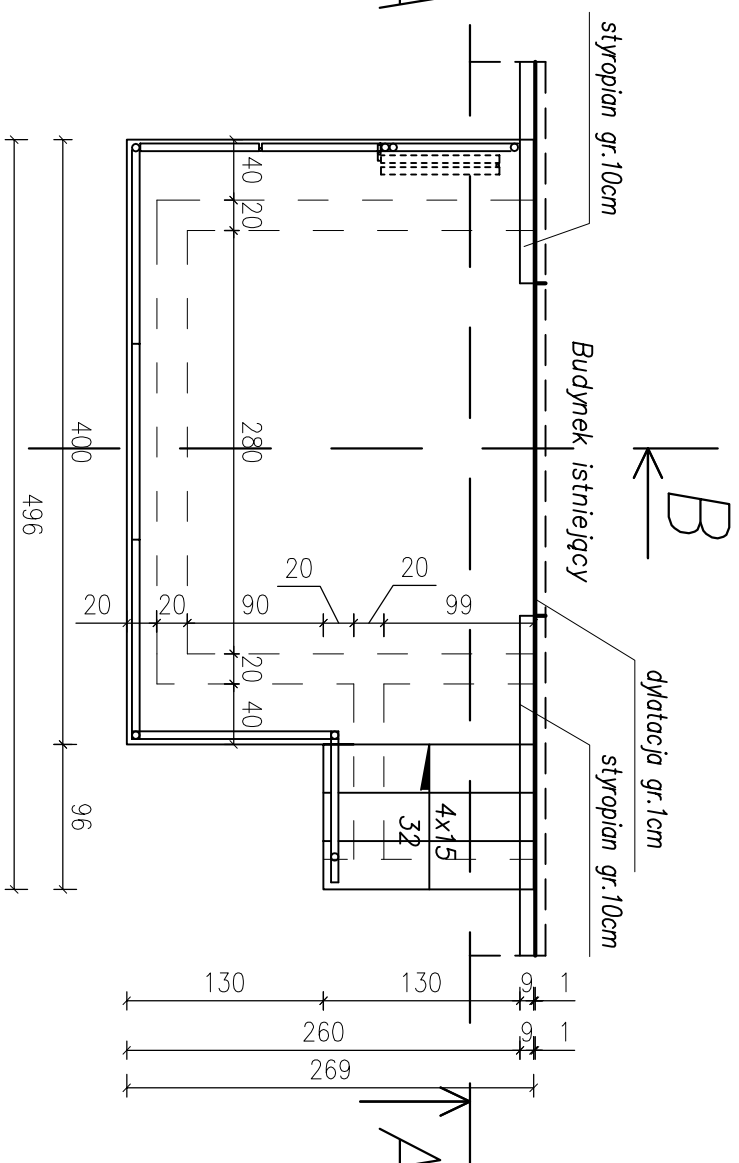 styropian gr.10cm
Budynek istniejący
B
dylatacja gr.1cm
styropian gr.10cm
40
20
280
20
40
20
20
90
20
20
99
4x15
32
400
96
496
130
130
9
1
260
9
1
269
A
A